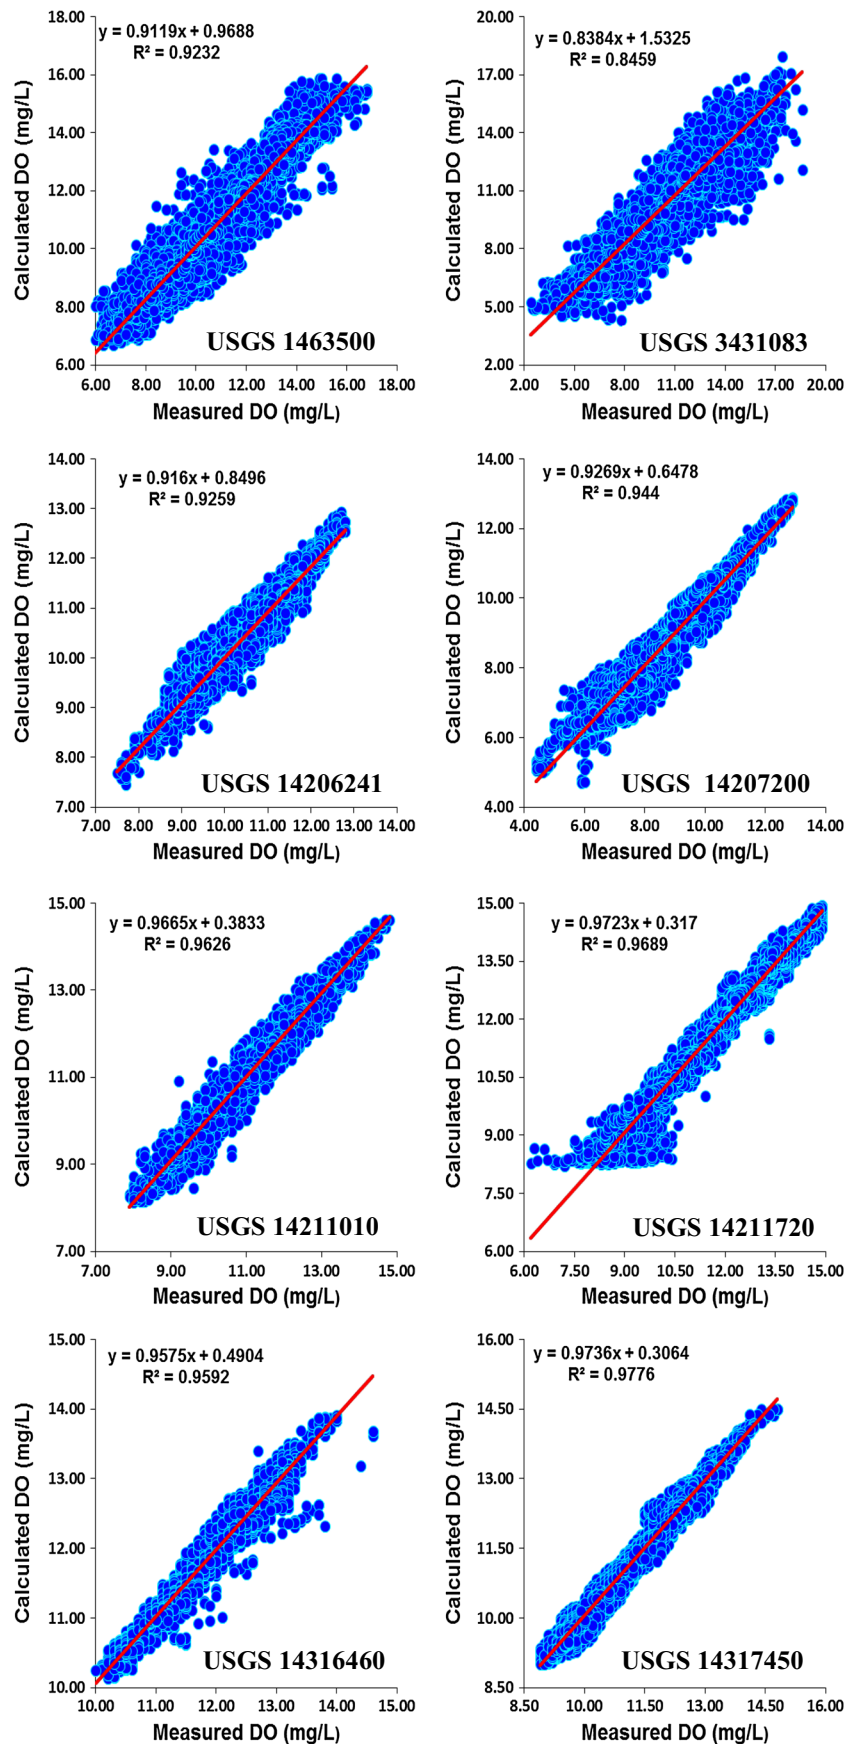 18.00
16.00
14.00
12.00
10.00
8.00
6.00
Calculated DO (mg/L)
y = 0.9119x + 0.9688
R² = 0.9232
USGS 1463500
6.00 8.00 10.00 12.00 14.00 16.00 18.00
Measured DO (mg/L)
20.00
17.00
14.00
11.00
8.00
5.00
2.00
Calculated DO (mg/L)
y = 0.8384x + 1.5325
R² = 0.8459
USGS 3431083
2.00 5.00 8.00 11.00 14.00 17.00 20.00
Measured DO (mg/L)
14.00
13.00
12.00
11.00
10.00
9.00
8.00
7.00
Calculated DO (mg/L)
y = 0.916x + 0.8496
R² = 0.9259
USGS 14206241
7.00 8.00 9.00 10.00 11.00 12.00 13.00 14.00
Measured DO (mg/L)
14.00
12.00
10.00
8.00
6.00
4.00
Calculated DO (mg/L)
y = 0.9269x + 0.6478
R² = 0.944
USGS 14207200
4.00 6.00 8.00 10.00 12.00 14.00
Measured DO (mg/L)
15.00
13.00
11.00
9.00
7.00
Calculated DO (mg/L)
y = 0.9665x + 0.3833
R² = 0.9626
USGS 14211010
7.00 9.00 11.00 13.00 15.00
Measured DO (mg/L)
15.00
13.50
12.00
10.50
9.00
7.50
6.00
Calculated DO (mg/L)
y = 0.9723x + 0.317
R² = 0.9689
USGS 14211720
6.00 7.50 9.00 10.50 12.00 13.50 15.00
Measured DO (mg/L)
15.00
14.00
13.00
12.00
11.00
10.00
Calculated DO (mg/L)
y = 0.9575x + 0.4904
R² = 0.9592
USGS 14316460
10.00 11.00 12.00 13.00 14.00 15.00
Measured DO (mg/L)
16.00
14.50
13.00
11.50
10.00
8.50
Calculated DO (mg/L)
y = 0.9736x + 0.3064
R² = 0.9776
USGS 14317450
8.50 10.00 11.50 13.00 14.50 16.00
Measured DO (mg/L)